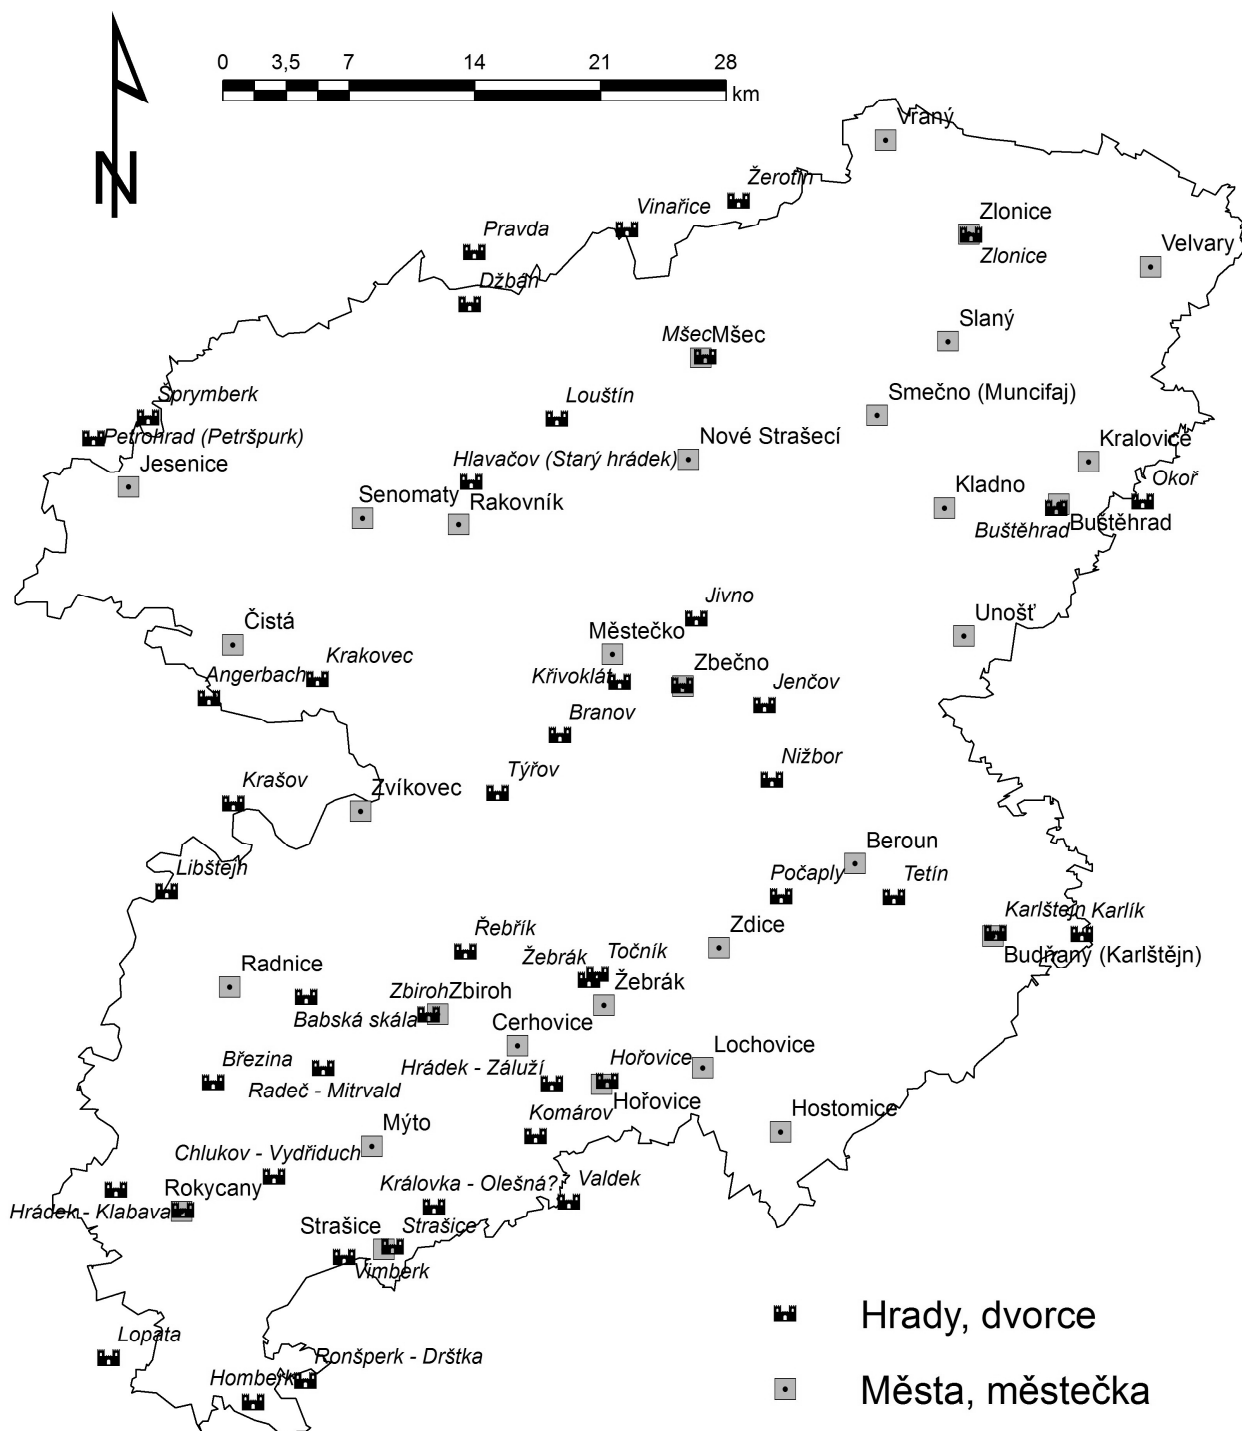 0 3,5 7 14 21 28
km
N
Vraný
Žerotín
Vinařice
Zlonice
Zlonice
Pravda
Velvary
Džbán
Slaný
Mšec Mšec
Šprymberk
Louštín
Smečno (Muncifaj)
Petrohrad (Petršpurk)
Nové Strašecí
Kralovice
Jesenice
Hlavačov (Starý hrádek)
Okoř
Senomaty
Rakovník
Kladno
Buštěhrad
Buštěhrad
Jivno
Unošť
Čistá
Městečko
Krakovec
Zbečno
Angerbach
Křivoklát
Jenčov
Branov
Nižbor
Týřov
Krašov
Zvíkovec
Beroun
Libštejh
Počaply
Tetín
Karlštejn
Karlík
Řebřík
Zdice
Točník
Budňaný (Karlštějn)
Žebrák
Radnice
Žebrák
Zbiroh Zbiroh
Babská skála
Cerhovice
Lochovice
Březina
Hrádek - Záluží
Hořovice
Radeč - Mitrvald
Hořovice
Hostomice
Mýto
Komárov
Chlukov - Vydřiduch
Valdek
Královka - Olešná?
Rokycany
Hrádek - Klabava
Strašice
Strašice
Vimberk
Hrady, dvorce
Lopata
Ronšperk - Drštka
Homberk
Města, městečka